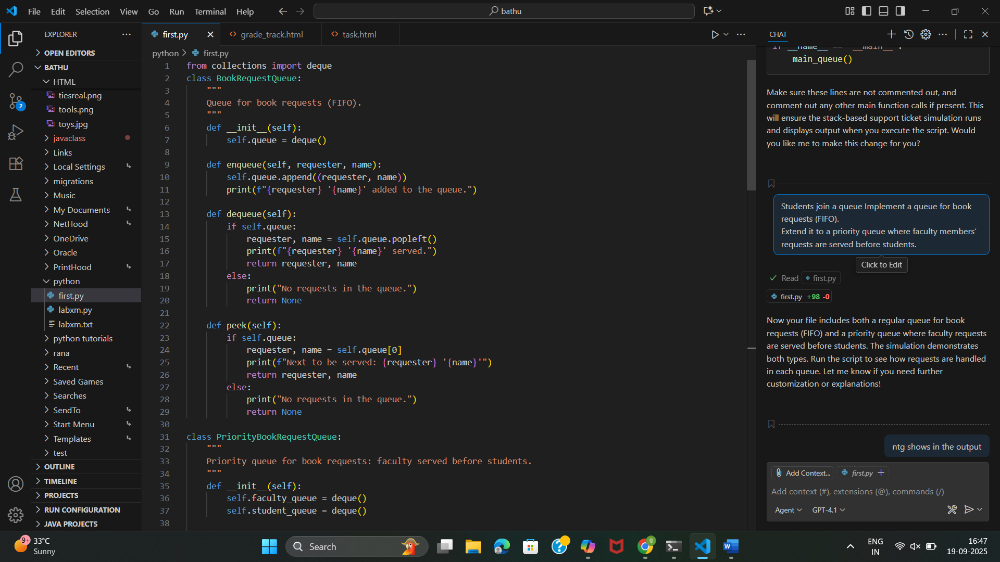 File Edit Selection View Go Run Terminal Help
bathu
EXPLORER
OPEN EDITORS
BATHU
HTML
tiesreal.png
tools.png
toys.jpg
javaclass
Links
Local Settings
migrations
Music
My Documents
NetHood
OneDrive
Oracle
PrintHood
python
first.py
labxm.py
labxm.txt
python tutorials
rana
Recent
Saved Games
Searches
SendTo
Start Menu
Templates
test
OUTLINE
TIMELINE
PROJECTS
RUN CONFIGURATION
JAVA PROJECTS
2
first.py grade_track.html task.html
python > first.py
1 from collections import deque
2 class BookRequestQueue:
3 """
4 Queue for book requests (FIFO).
5 """
6 def __init__(self):
7 self.queue = deque()
8
9 def enqueue(self, requester, name):
10 self.queue.append((requester, name))
11 print(f"{requester} '{name}' added to the queue.")
12
13 def dequeue(self):
14 if self.queue:
15 requester, name = self.queue.popleft()
16 print(f"{requester} '{name}' served.")
17 return requester, name
18 else:
19 print("No requests in the queue.")
20 return None
21
22 def peek(self):
23 if self.queue:
24 requester, name = self.queue[0]
25 print(f"Next to be served: {requester} '{name}'")
26 return requester, name
27 else:
28 print("No requests in the queue.")
29 return None
30
31 class PriorityBookRequestQueue:
32 """
33 Priority queue for book requests: faculty served before students.
34 """
35 def __init__(self):
36 self.faculty_queue = deque()
37 self.student_queue = deque()
38
CHAT
if __name__ == "__main__":
main_queue()
Make sure these lines are not commented out, and
comment out any other main function calls if present. This
will ensure the stack-based support ticket simulation runs
and displays output when you execute the script. Would
you like me to make this change for you?
Students join a queue Implement a queue for book
requests (FIFO).
Extend it to a priority queue where faculty members'
requests are served before students.
Click to Edit
Read first.py
first.py +98 -0
Now your file includes both a regular queue for book
requests (FIFO) and a priority queue where faculty requests
are served before students. The simulation demonstrates
both types. Run the script to see how requests are handled
in each queue. Let me know if you need further
customization or explanations!
ntg shows in the output
Add Context... first.py
Add context (#), extensions (@), commands (/)
Agent GPT-4.1
9+
33°C
Sunny
Search
ENG
IN
16:47
19-09-2025